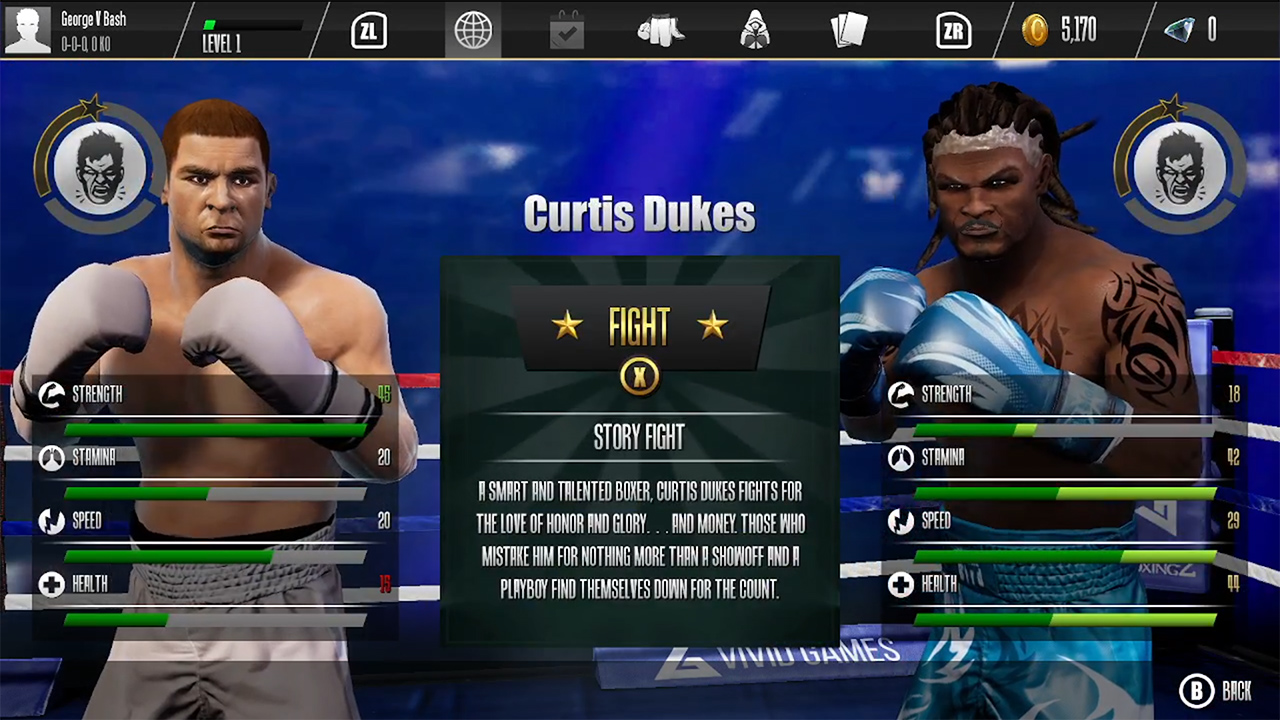 George V Bash
0-0-0, 0 KO
LEVEL 1
ZL
ZR
C
5,170
0
Curtis Dukes
FIGHT
X
STORY FIGHT
A SMART AND TALENTED BOXER, CURTIS DUKES FIGHTS FOR
THE LOVE OF HONOR AND GLORY. . . AND MONEY. THOSE WHO
MISTAKE HIM FOR NOTHING MORE THAN A SHOWOFF AND A
PLAYBOY FIND THEMSELVES DOWN FOR THE COUNT.
STRENGTH
STAMINA 20
SPEED 20
HEALTH 15
STRENGTH 18
STAMINA 42
SPEED 29
HEALTH 44
VIVID GAMES
B BACK